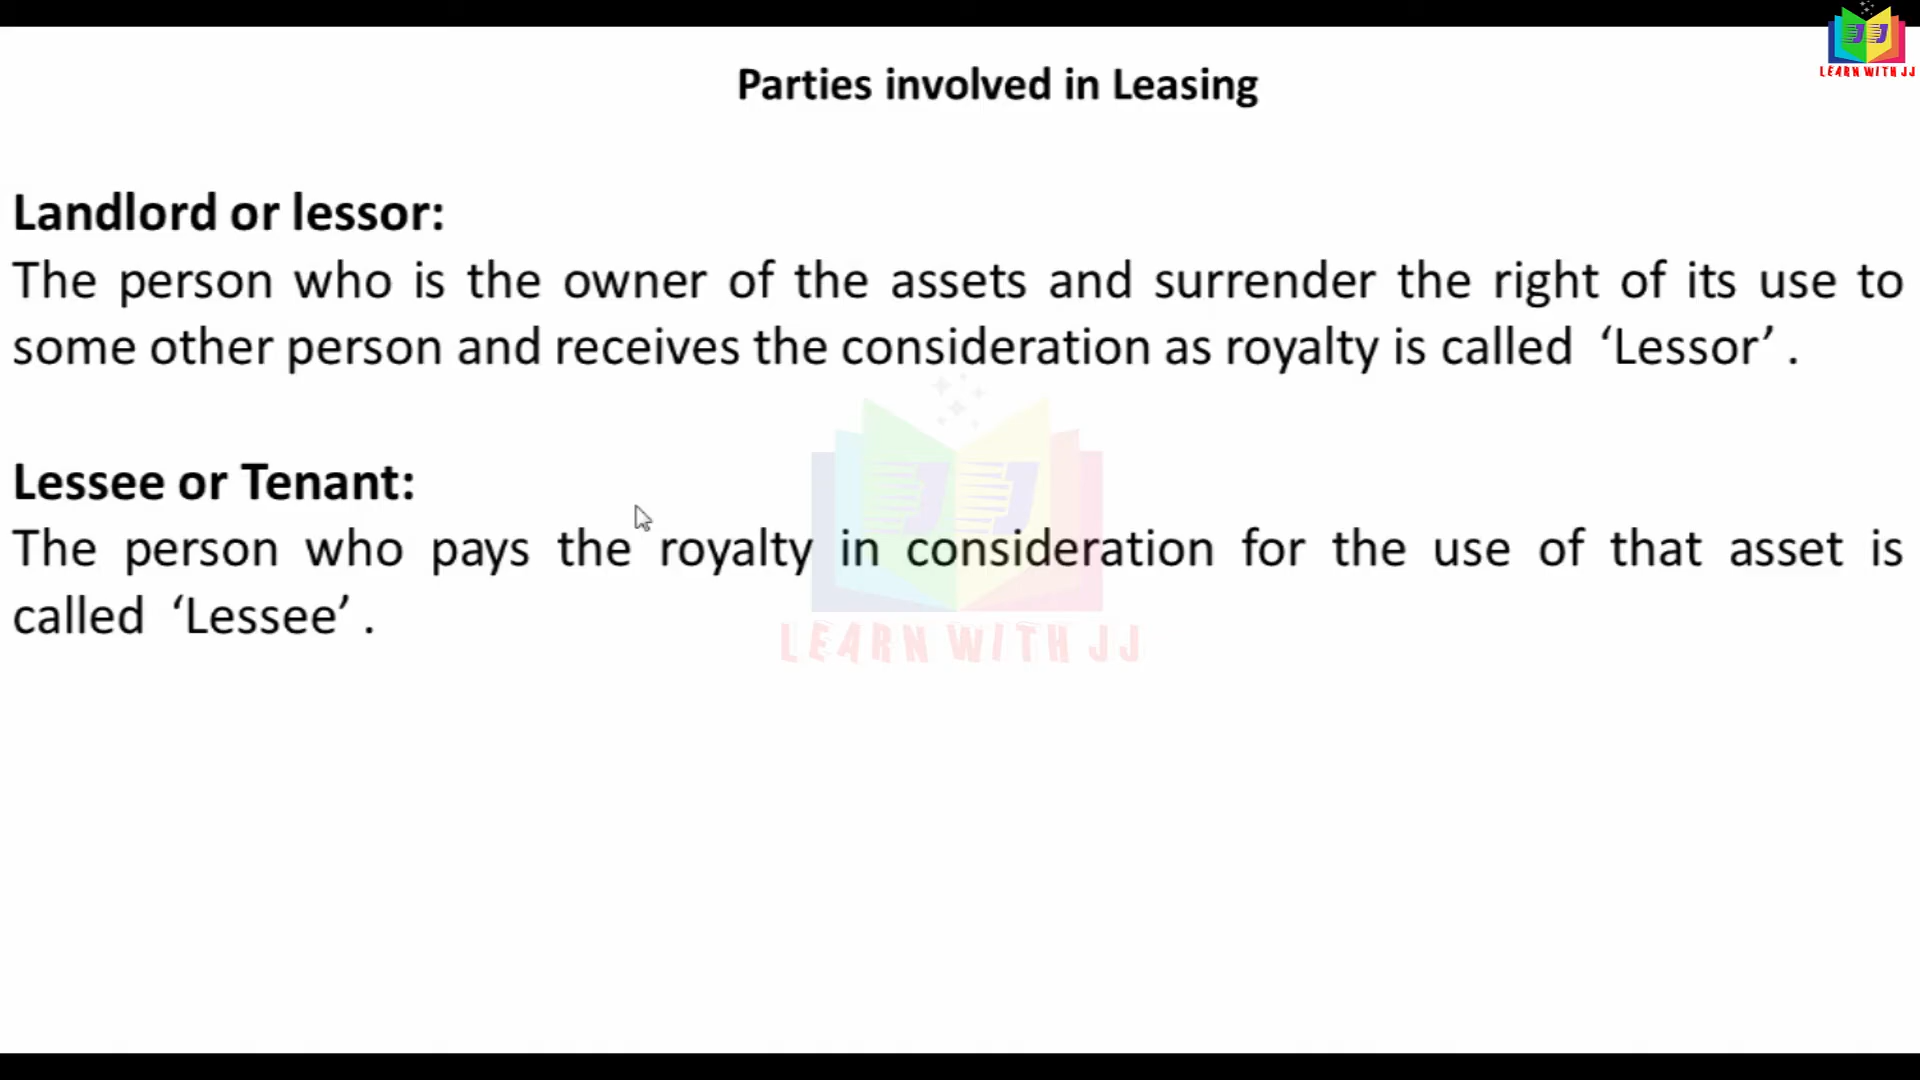 LEARN WITH JJ
Parties involved in Leasing
Landlord or lessor:
The person who is the owner of the assets and surrender the right of its use to
some other person and receives the consideration as royalty is called ‘Lessor’ .
Lessee or Tenant:
The person who pays the royalty in consideration for the use of that asset is
called ‘Lessee’ .
JJ
LEARN WITH JJ